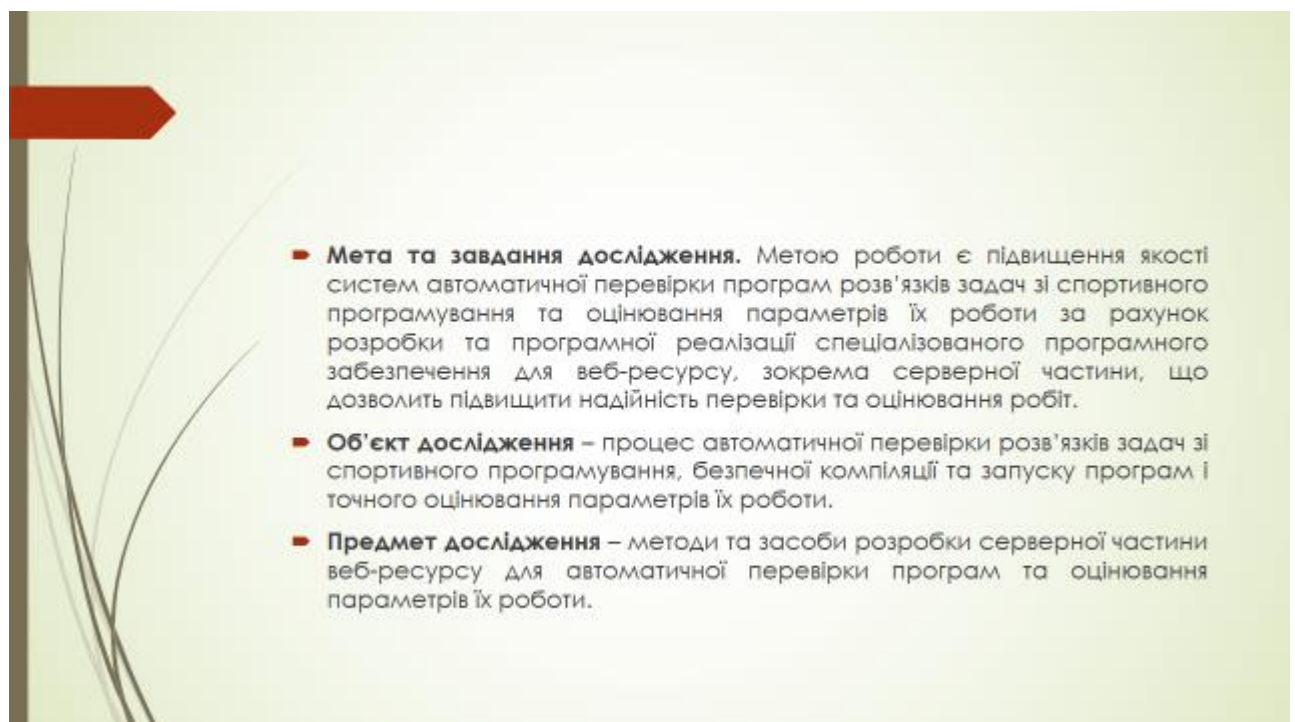 Мета та завдання дослідження. Метою роботи є підвищення якості
систем автоматичної перевірки програм розв'язків задач зі спортивного
програмування та оцінювання параметрів їх роботи за рахунок
розробки та програмної реалізації спеціалізованого програмного
забезпечення для веб-ресурсу, зокрема серверної частини, що
дозволить підвищити надійність перевірки та оцінювання робіт.
Об'єкт дослідження – процес автоматичної перевірки розв'язків задач зі
спортивного програмування, безпечної компіляції та запуску програм і
точного оцінювання параметрів їх роботи.
Предмет дослідження – методи та засоби розробки серверної частини
веб-ресурсу для автоматичної перевірки програм та оцінювання
параметрів їх роботи.